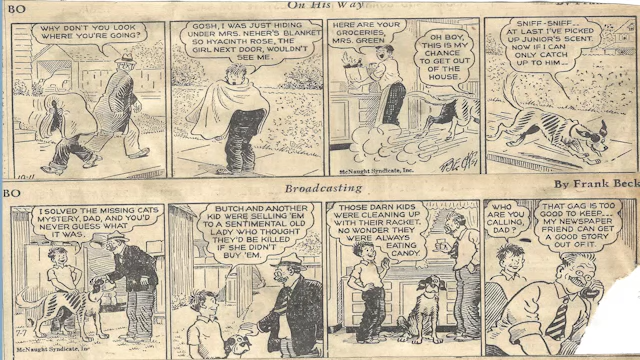 BO
On His Way
WHY DON'T YOU LOOK
WHERE YOU'RE GOING?
10-11
GOSH, I WAS JUST HIDING
UNDER MRS. NEHER'S BLANKET
SO HYACINTH ROSE, THE
GIRL NEXT DOOR, WOULDN'T
SEE ME.
HERE ARE YOUR
GROCERIES,
MRS. GREEN.
OH BOY,
THIS IS MY
CHANCE
TO GET OUT
OF THE
HOUSE.
McNaught Syndicate, Inc.
SNIFF-SNIFF--
AT LAST I'VE PICKED
UP JUNIOR'S SCENT.
NOW IF I CAN
ONLY CATCH
UP TO HIM--
BO
Broadcasting
By Frank Beck
I SOLVED THE MISSING CATS
MYSTERY, DAD, AND YOU'D
NEVER GUESS WHAT
IT WAS.
7-7
McNaught Syndicate, Inc
BUTCH AND ANOTHER
KID WERE SELLING 'EM
TO A SENTIMENTAL OLD
LADY WHO THOUGHT
THEY'D BE KILLED
IF SHE DIDN'T
BUY 'EM.
THOSE DARN KIDS
WERE CLEANING UP
WITH THEIR RACKET.
NO WONDER THEY
WERE ALWAYS
EATING
CANDY.
WHO
ARE YOU
CALLING,
DAD?
THAT GAG IS TOO
GOOD TO KEEP---
MY NEWSPAPER
FRIEND CAN GET
A GOOD STORY
OUT OF IT.